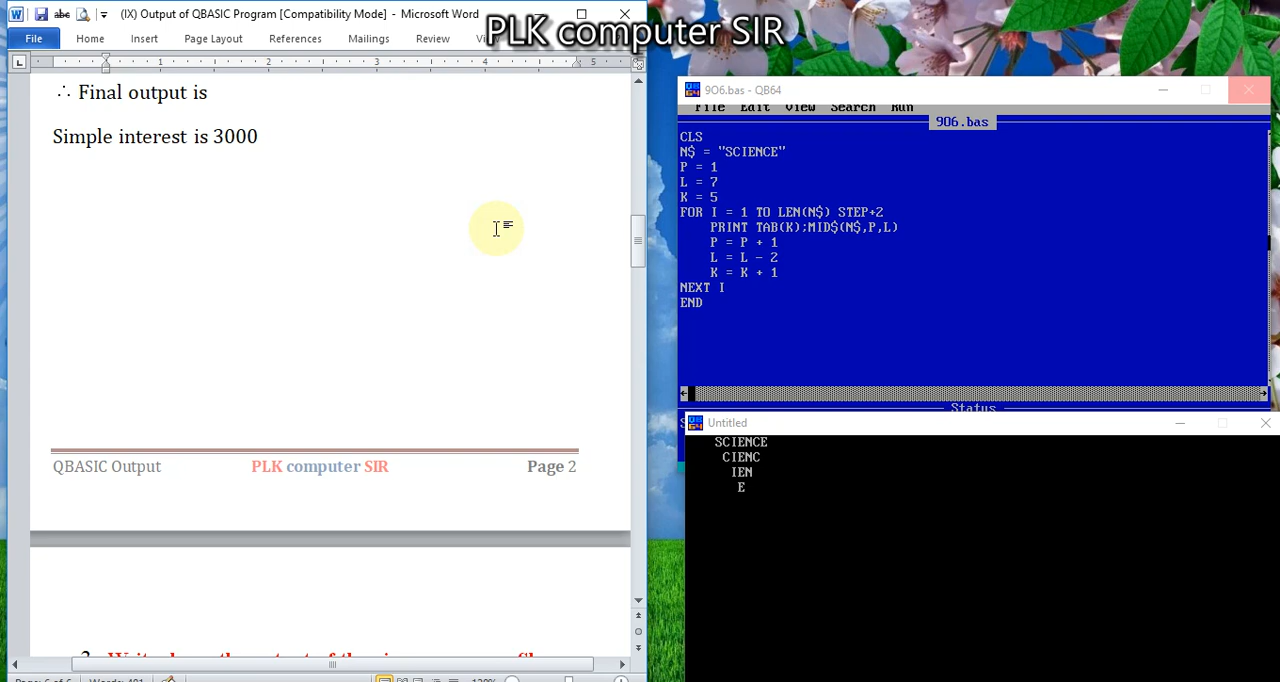 (IX) Output of QBASIC Program [Compatibility Mode] - Microsoft Word
PLK computer SIR
File Home Insert Page Layout References Mailings Review
∴ Final output is
Simple interest is 3000
QBASIC Output PLK computer SIR Page 2
906.bas - QB64
File Edit View Search Run
906.bas
CLS
N$ = "SCIENCE"
P = 1
L = 7
K = 5
FOR I = 1 TO LEN(N$) STEP+2
PRINT TAB(K);MID$(N$,P,L)
P = P + 1
L = L - 2
K = K + 1
NEXT I
END
Status
Untitled
SCIENCE
CIENC
IEN
E